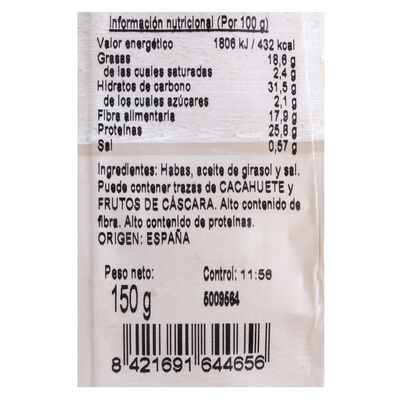 Información nutricional (Por 100 g)
Valor energético 1806 kJ / 432 kcal
Grasas 18,6 g
de las cuales saturadas 2,4 g
Hidratos de carbono 31,5 g
de los cuales azúcares 2,1 g
Fibra alimentaria 17,9 g
Proteínas 25,8 g
Sal 0,57 g
Ingredientes: Habas, aceite de girasol y sal.
Puede contener trazas de CACAHUETE y
FRUTOS DE CÁSCARA. Alto contenido de
fibra. Alto contenido de proteínas.
ORIGEN: ESPAÑA
Peso neto: Control: 11:56
150 g 5009564
8 421691 644656